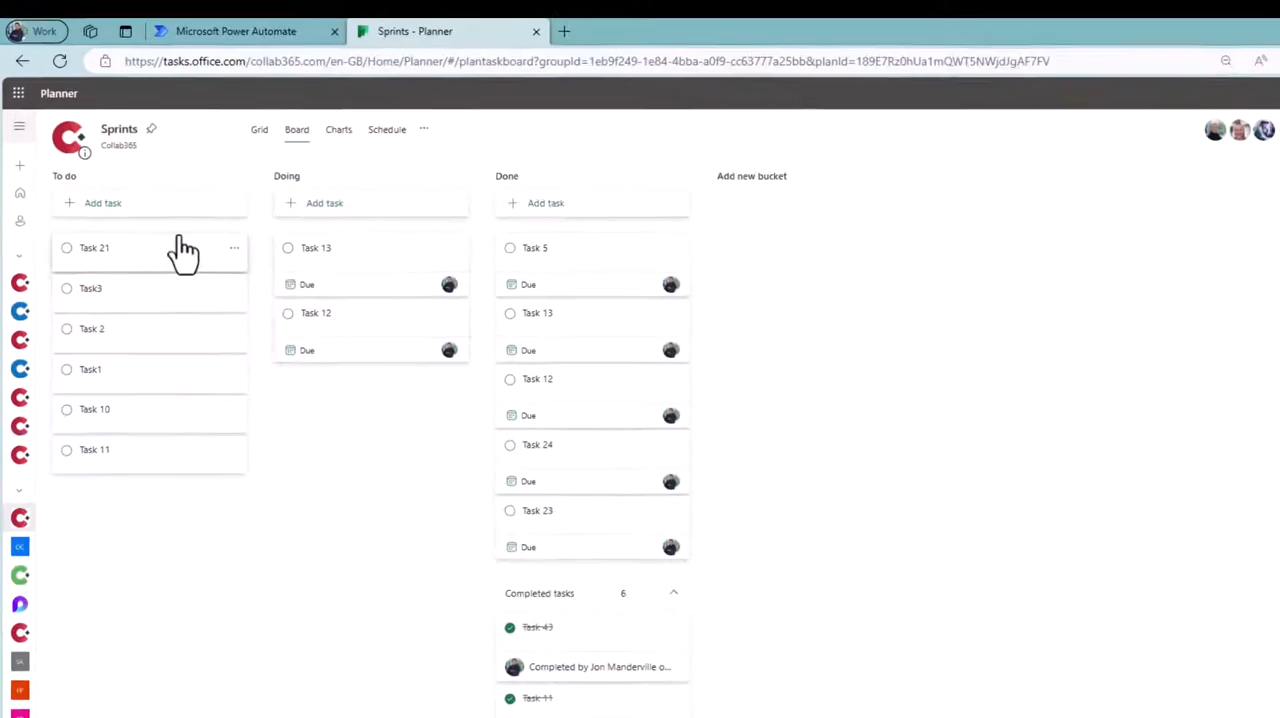 Work
Microsoft Power Automate
Sprints - Planner
https://tasks.office.com/collab365.com/en-GB/Home/Planner/#/plantaskboard?groupId=1eb9f249-1e84-4bba-a0f9-cc63777a25bb&planId=189E7Rz0hUa1mQWT5NWjdJgAF7FV
Planner
Sprints
Collab365
Grid
Board
Charts
Schedule
To do
Add task
Task 21
Task3
Task 2
Task1
Task 10
Task 11
Doing
Add task
Task 13
Due
Task 12
Due
Done
Add task
Task 5
Due
Task 13
Due
Task 12
Due
Task 24
Due
Task 23
Due
Completed tasks 6
Task 43
Completed by Jon Manderville o...
Task 11
Add new bucket